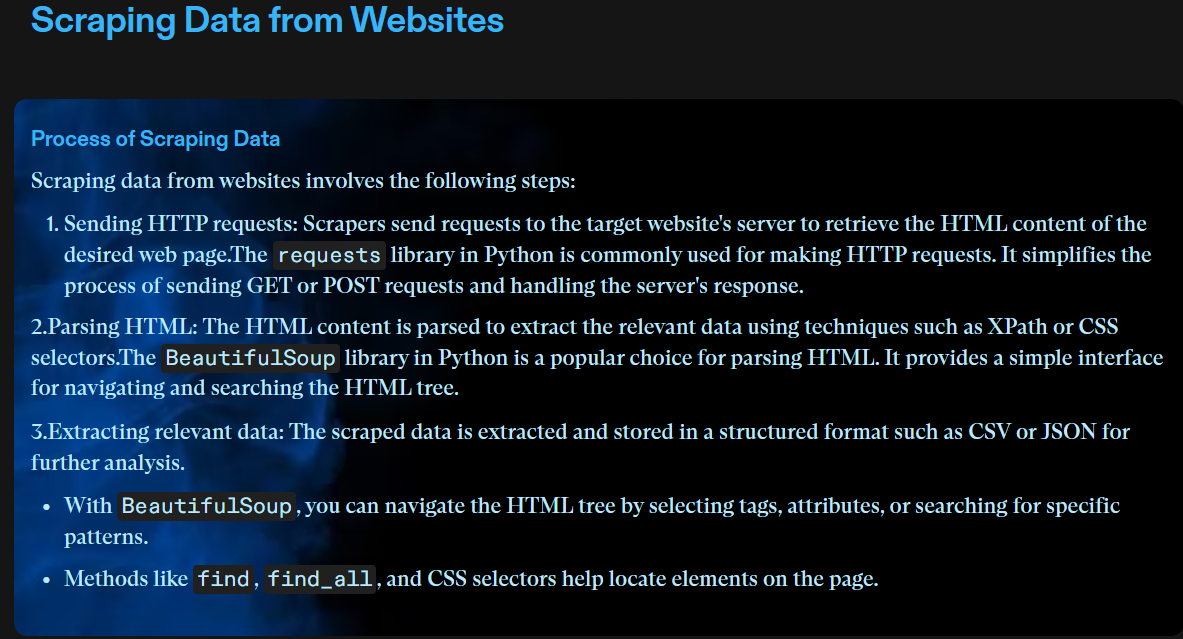 Scraping Data from Websites
Process of Scraping Data
Scraping data from websites involves the following steps:
1. Sending HTTP requests: Scrapers send requests to the target website's server to retrieve the HTML content of the
desired web page.The requests library in Python is commonly used for making HTTP requests. It simplifies the
process of sending GET or POST requests and handling the server's response.
2.Parsing HTML: The HTML content is parsed to extract the relevant data using techniques such as XPath or CSS
selectors.The BeautifulSoup library in Python is a popular choice for parsing HTML. It provides a simple interface
for navigating and searching the HTML tree.
3.Extracting relevant data: The scraped data is extracted and stored in a structured format such as CSV or JSON for
further analysis.
• With BeautifulSoup, you can navigate the HTML tree by selecting tags, attributes, or searching for specific
patterns.
• Methods like find, find_all, and CSS selectors help locate elements on the page.